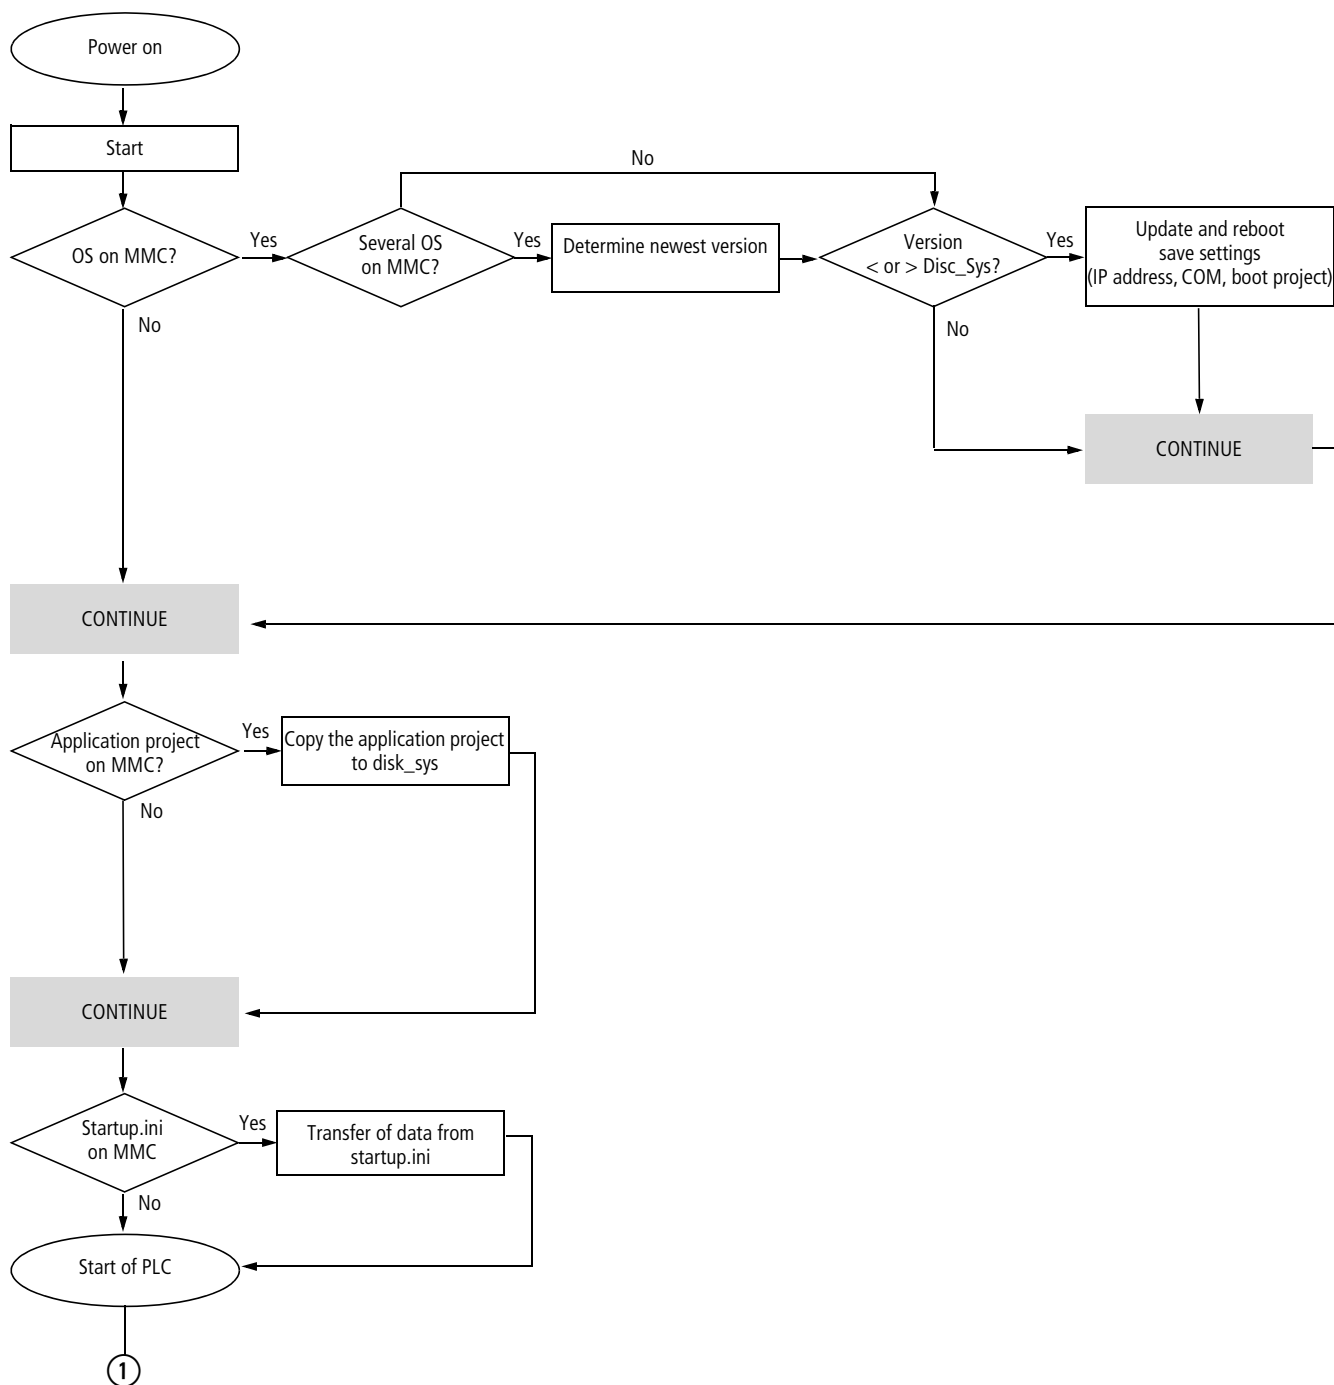 Power on
Start
No
OS on MMC?
Yes
Several OS
on MMC?
Yes
Determine newest version
Version
< or > Disc_Sys?
Yes
Update and reboot
save settings
(IP address, COM, boot project)
No
No
CONTINUE
CONTINUE
Application project
on MMC?
Yes
Copy the application project
to disk_sys
No
CONTINUE
Startup.ini
on MMC
Yes
Transfer of data from
startup.ini
No
Start of PLC
1